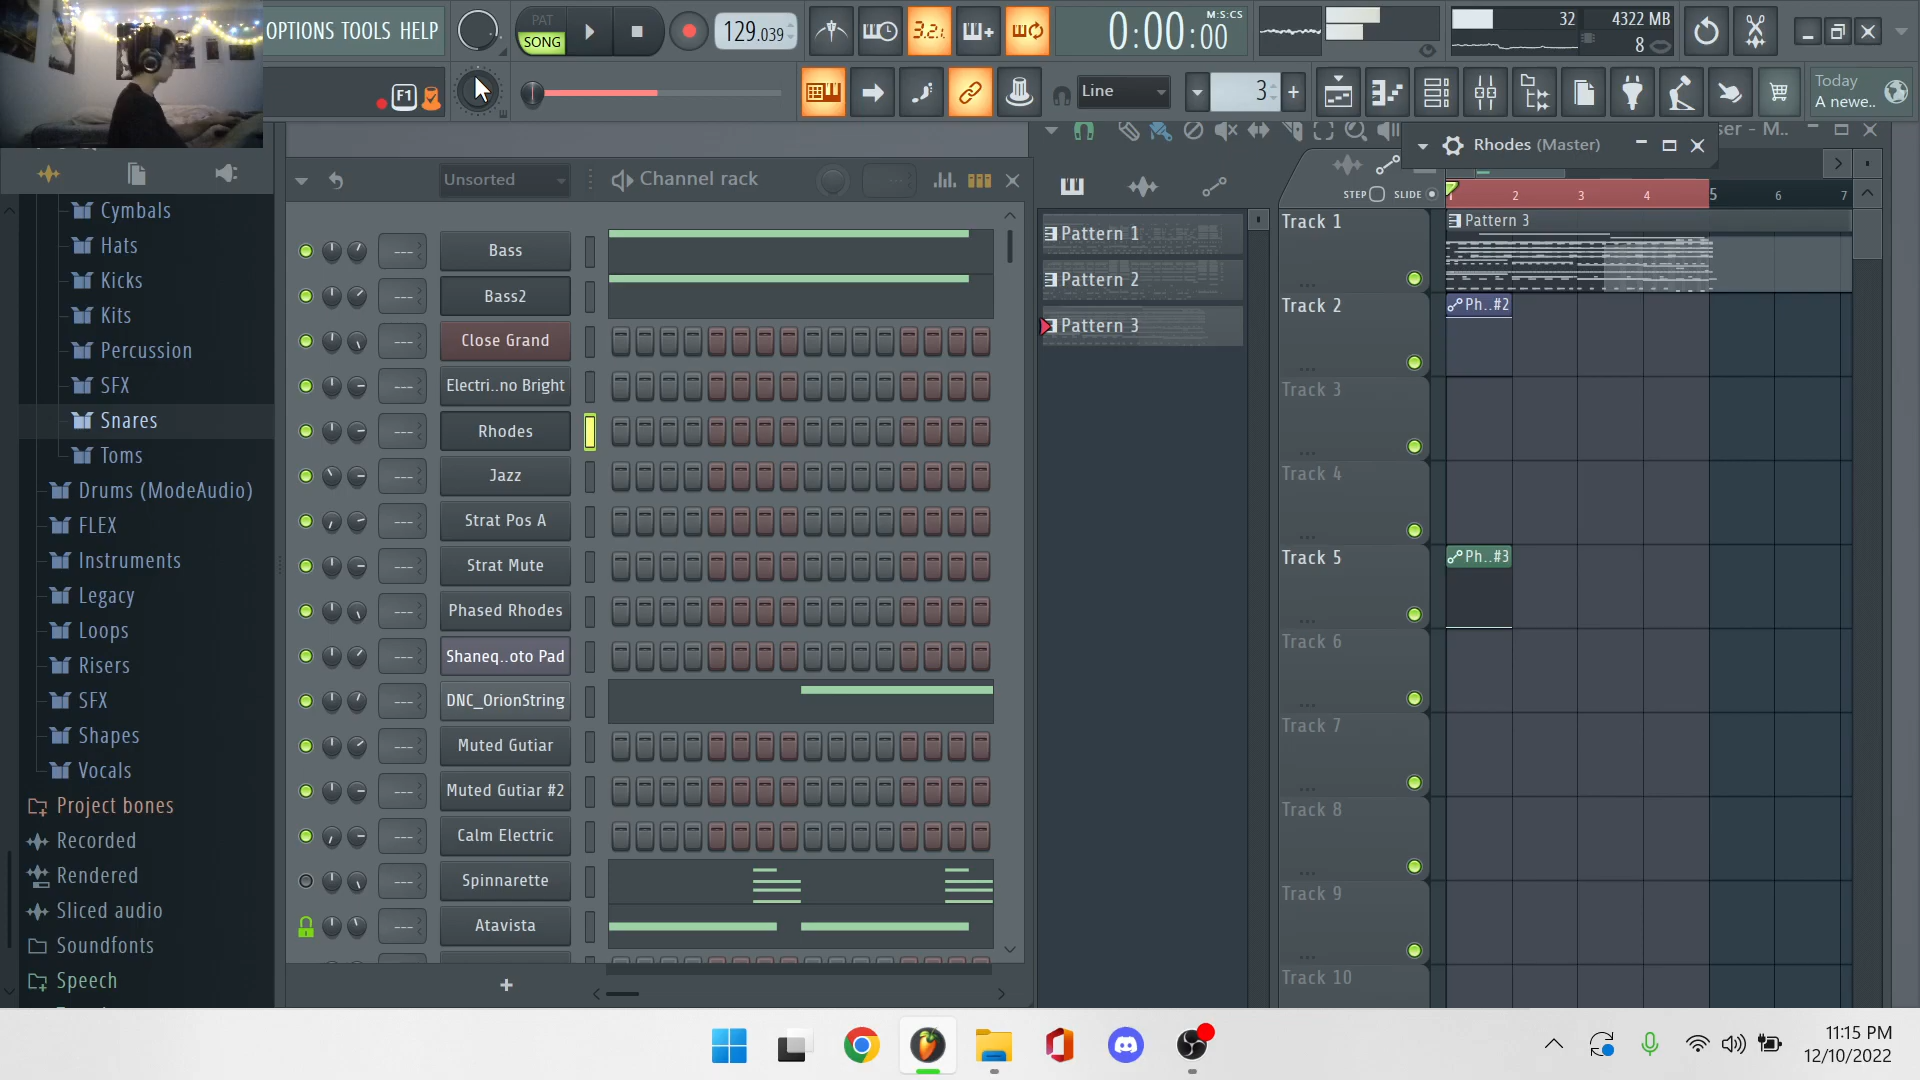 OPTIONS TOOLS HELP
PAT
SONG
129.039
3.2.1
0:00:00
M:S:CS
32
4322 MB
8
F1
Line
3
Today
A newe..
Cymbals
Hats
Kicks
Kits
Percussion
SFX
Snares
Toms
Drums (ModeAudio)
FLEX
Instruments
Legacy
Loops
Risers
SFX
Shapes
Vocals
Project bones
Recorded
Rendered
Sliced audio
Soundfonts
Speech
Unsorted
Channel rack
Bass
Bass2
Close Grand
Electri..no Bright
Rhodes
Jazz
Strat Pos A
Strat Mute
Phased Rhodes
Shaneq..oto Pad
DNC_OrionString
Muted Gutiar
Muted Gutiar #2
Calm Electric
Spinnarette
Atavista
Pattern 1
Pattern 2
Pattern 3
Rhodes (Master)
ser - M..
STEP SLIDE
1 2 3 4 5 6 7
Track 1
Pattern 3
Track 2
Ph..#2
Track 3
Track 4
Track 5
Ph..#3
Track 6
Track 7
Track 8
Track 9
Track 10
11:15 PM
12/10/2022